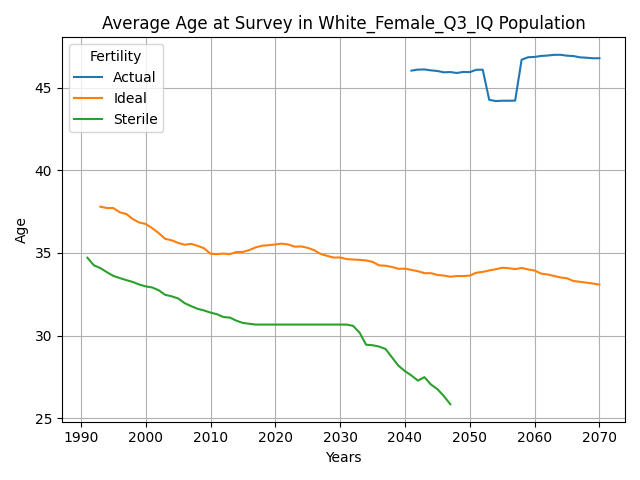 Average Age at Survey in White_Female_Q3_IQ Population
Fertility
Actual
Ideal
Sterile
45
40
35
30
25
Age
1990 2000 2010 2020 2030 2040 2050 2060 2070
Years